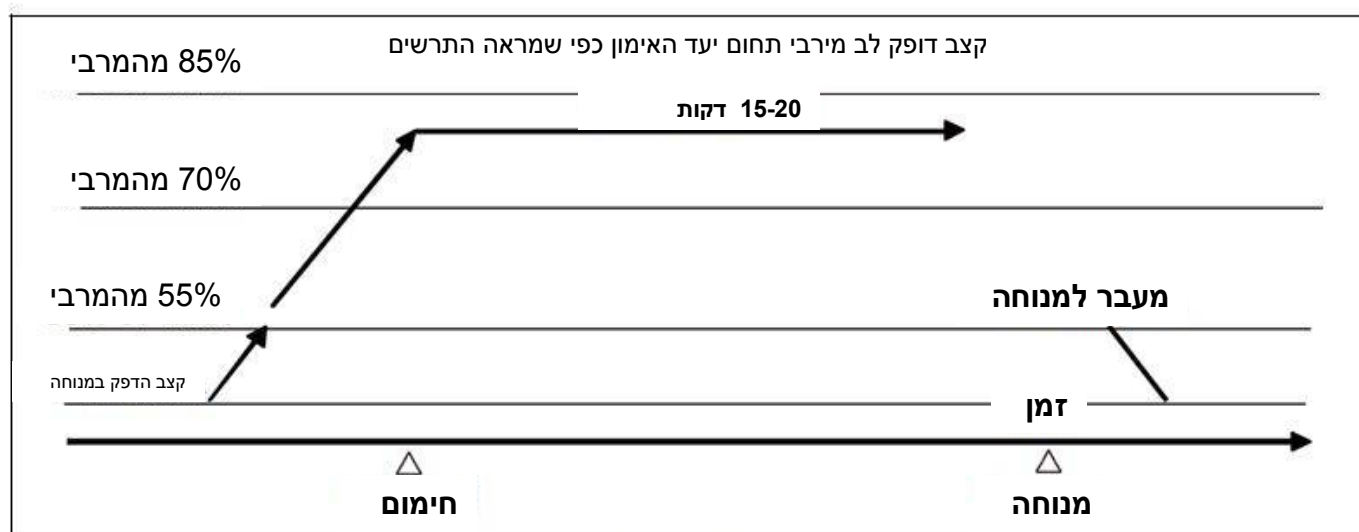 קצב דופק לב מירבי תחום יעד האימון כפי שמראה התרשים
85% מהמרבי
15-20 דקות
70% מהמרבי
55% מהמרבי
מעבר למנוחה
קצב הדפק במנוחה
זמן
חימום
מנוחה